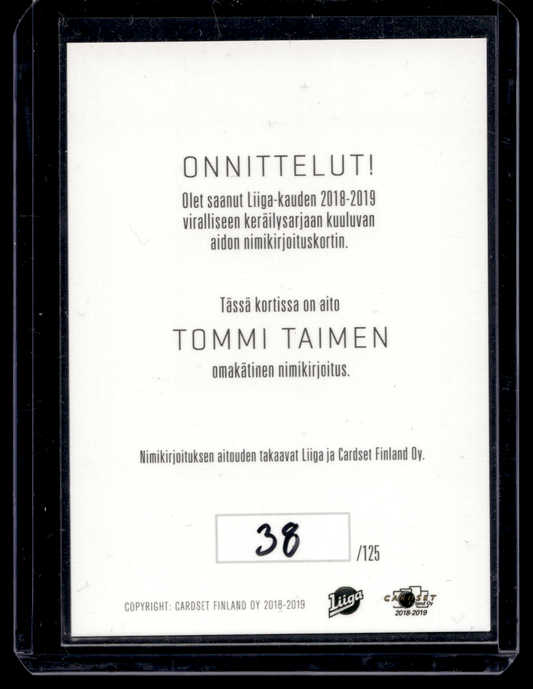 ONNITTELUT!
Olet saanut Liiga-kauden 2018-2019
viralliseen keräilysarjaan kuuluvan
aidon nimikirjoituskortin.
Tässä kortissa on aito
TOMMI TAIMEN
omakätinen nimikirjoitus.
Nimikirjoituksen aitouden takaavat Liiga ja Cardset Finland Oy.
38 /125
COPYRIGHT: CARDSET FINLAND OY 2018-2019
Liiga
CARDSET
2018-2019